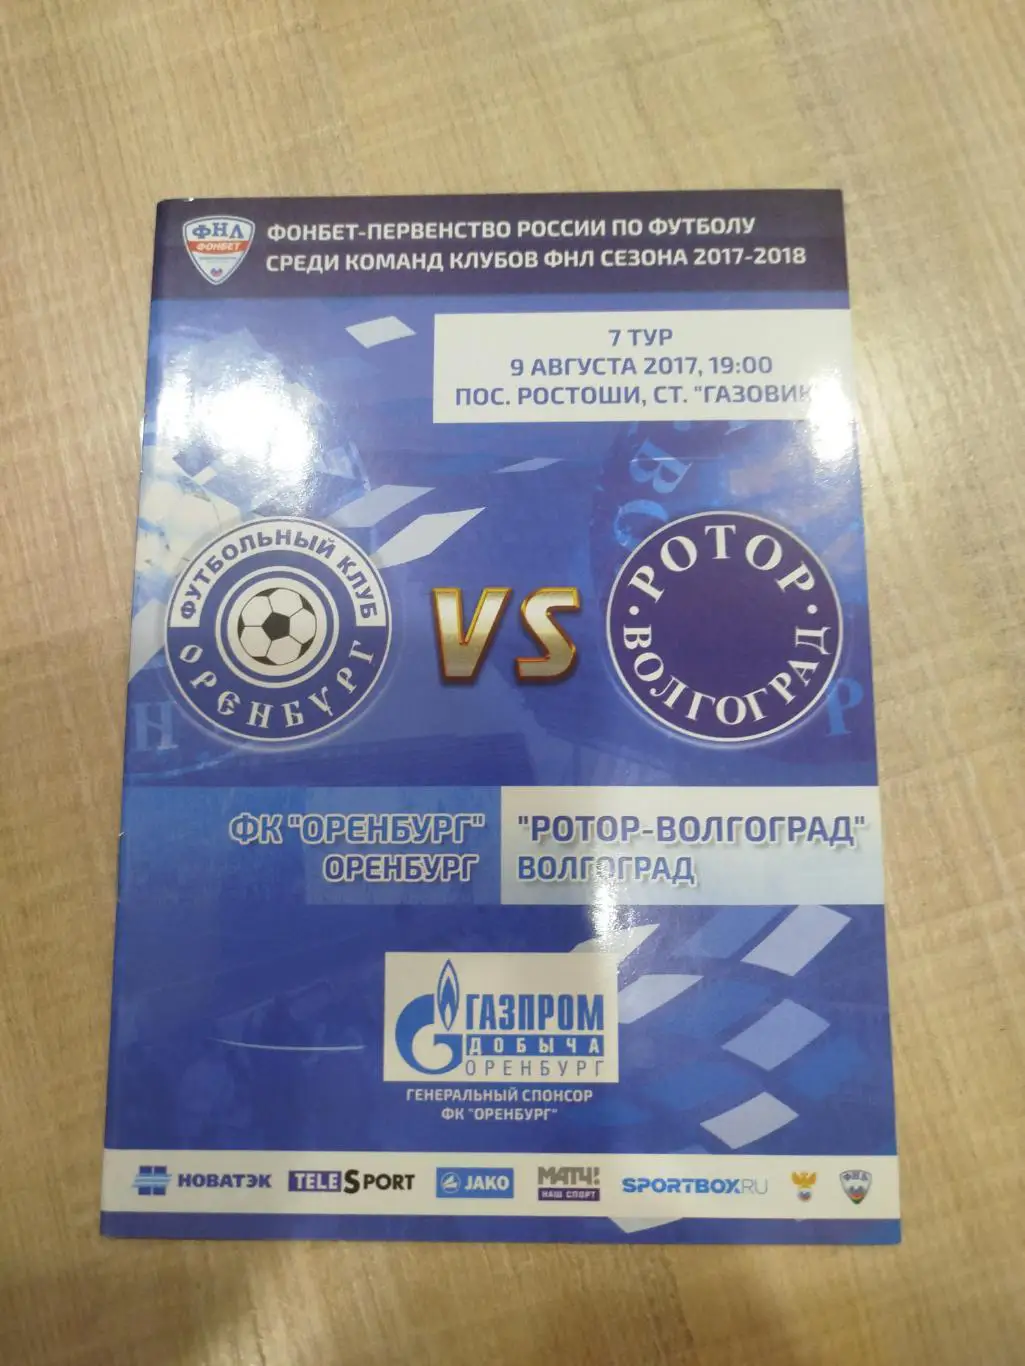 ФНЛ
ФОНБЕТ
ФОНБЕТ-ПЕРВЕНСТВО РОССИИ ПО ФУТБОЛУ
СРЕДИ КОМАНД КЛУБОВ ФНЛ СЕЗОНА 2017-2018
7 ТУР
9 АВГУСТА 2017, 19:00
ПОС. РОСТОШИ, СТ. "ГАЗОВИК
ФУТБОЛЬНЫЙ КЛУБ
ОРЕНБУРГ
VS
· РОТОР ·
ВОЛГОГРАД
ФК "ОРЕНБУРГ"
ОРЕНБУРГ
"РОТОР-ВОЛГОГРАД"
ВОЛГОГРАД
ГАЗПРОМ
ДОБЫЧА
ОРЕНБУРГ
ГЕНЕРАЛЬНЫЙ СПОНСОР
ФК "ОРЕНБУРГ"
НОВАТЭК TELESPORT JAKO МАТЧ! НАШ СПОРТ SPORTBOX.RU ФНЛ